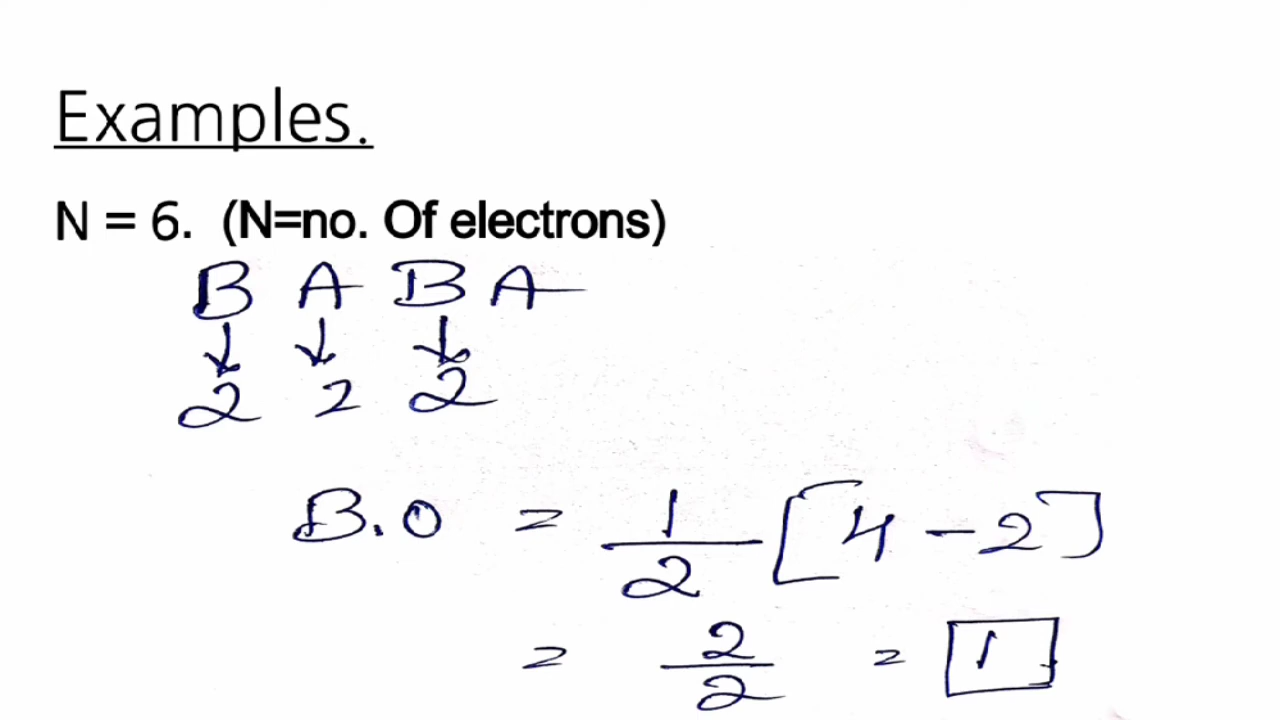 Examples.
N = 6. (N=no. Of electrons)
B A B A
↓ ↓ ↓
2 2 2
B.O = 1/2 [4 - 2]
= 2/2 = 1